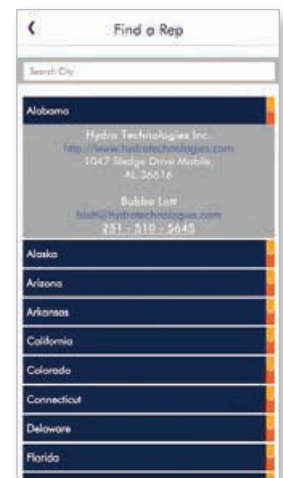 Find a Rep
Search City
Alabama
Hydro Technologies Inc.
http://www.hydrotechnologies.com
1047 Sledge Drive Mobile,
AL 36616
Bubba Lott
blott@hydrotechnologies.com
251 - 510 - 5645
Alaska
Arizona
Arkansas
California
Colorado
Connecticut
Delaware
Florida